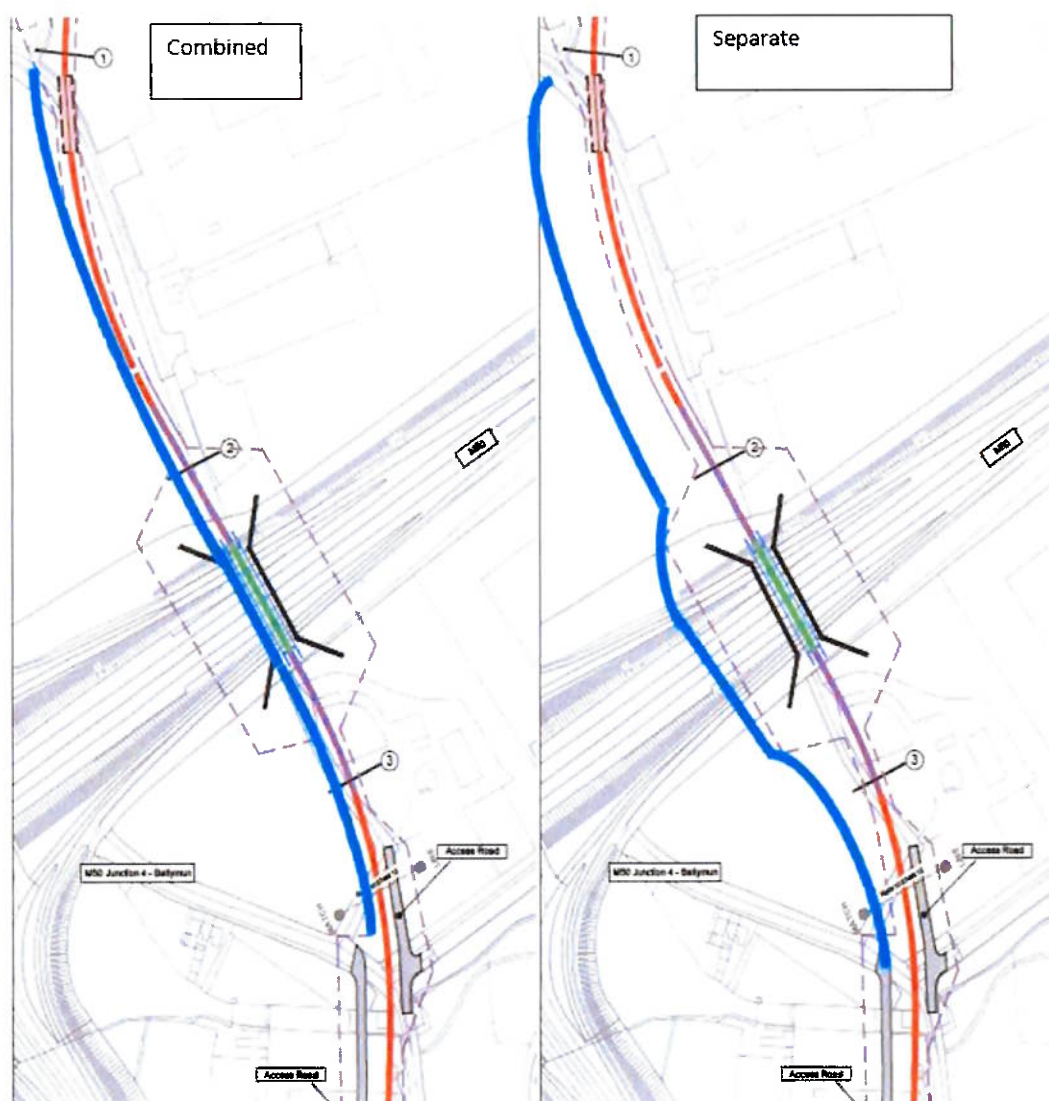 Combined
1
2
M50
3
Access Road
M50 Junction 4 - Ballymun
Access Road
Separate
1
2
M50
3
Access Road
M50 Junction 4 - Ballymun
Access Road